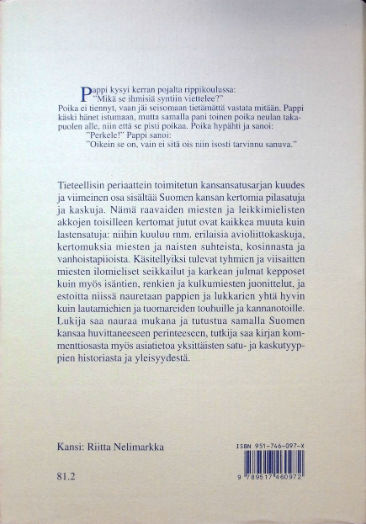 Pappi kysyi kerran pojalta rippikoulussa:
"Mikä se ihmisiä syntiin viettelee?"
Poika ei tiennyt, vaan jäi seisomaan tietämättä vastata mitään. Pappi
käski hänet istumaan, mutta samalla pani toinen poika neulan taka-
puolen alle, niin että se pisti poikaa. Poika hypähti ja sanoi:
"Perkele!" Pappi sanoi:
"Oikein se on, vain ei sitä ois niin isosti tarvinnu sanuva."
Tieteellisin periaattein toimitetun kansansatusarjan kuudes
ja viimeinen osa sisältää Suomen kansan kertomia pilasatuja
ja kaskuja. Nämä raavaiden miesten ja leikkimielisten
akkojen toisilleen kertomat jutut ovat kaikkea muuta kuin
lastensatuja: niihin kuuluu mm. erilaisia avioliittokaskuja,
kertomuksia miesten ja naisten suhteista, kosinnasta ja
vanhoistapiioista. Käsitellyiksi tulevat tyhmien ja viisaitten
miesten ilomieliset seikkailut ja karkean julmat kepposet
kuin myös isäntien, renkien ja kulkumiesten juonittelut, ja
estoitta niissä nauretaan pappien ja lukkarien yhtä hyvin
kuin lautamiehien ja tuomareiden touhuille ja kannanotoille.
Lukija saa nauraa mukana ja tutustua samalla Suomen
kansaa huvittaneeseen perinteeseen, tutkija saa kirjan kom-
menttiosasta myös asiatietoa yksittäisten satu- ja kaskutyyp-
pien historiasta ja yleisyydestä.
Kansi: Riitta Nelimarkka
81.2
ISBN 951-746-097-X
9 789517 460972